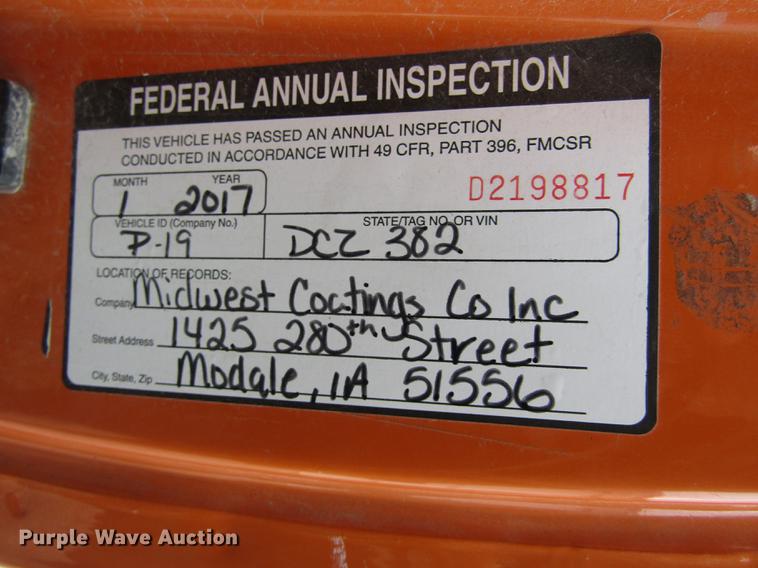 FEDERAL ANNUAL INSPECTION
THIS VEHICLE HAS PASSED AN ANNUAL INSPECTION
CONDUCTED IN ACCORDANCE WITH 49 CFR, PART 396, FMCSR
MONTH YEAR
1 2017 D2198817
VEHICLE ID (Company No.) STATE/TAG NO. OR VIN
P-19 DCZ 382
LOCATION OF RECORDS:
Company Midwest Coatings Co Inc
Street Address 1425 280th Street
City, State, Zip Modale, IA 51556
Purple Wave Auction